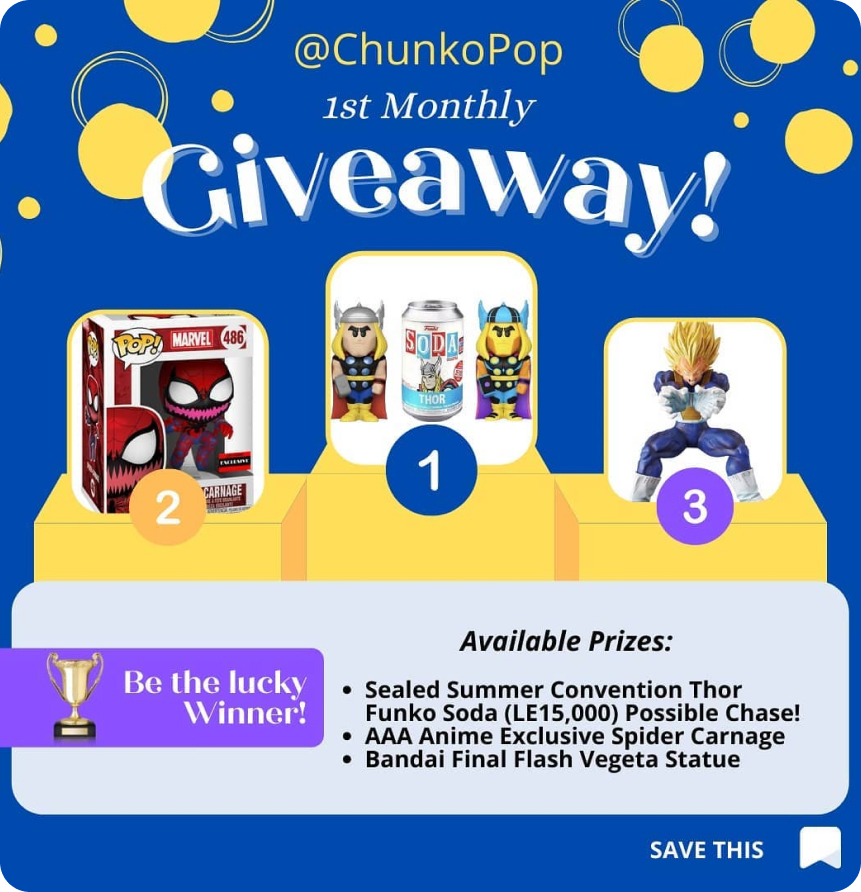 @ChunkoPop
1st Monthly
Giveaway!
POP!
MARVEL
486
EXCLUSIVE
CARNAGE
Funko
SODA
THOR
2
1
3
Be the lucky
Winner!
Available Prizes:
• Sealed Summer Convention Thor
Funko Soda (LE15,000) Possible Chase!
• AAA Anime Exclusive Spider Carnage
• Bandai Final Flash Vegeta Statue
SAVE THIS